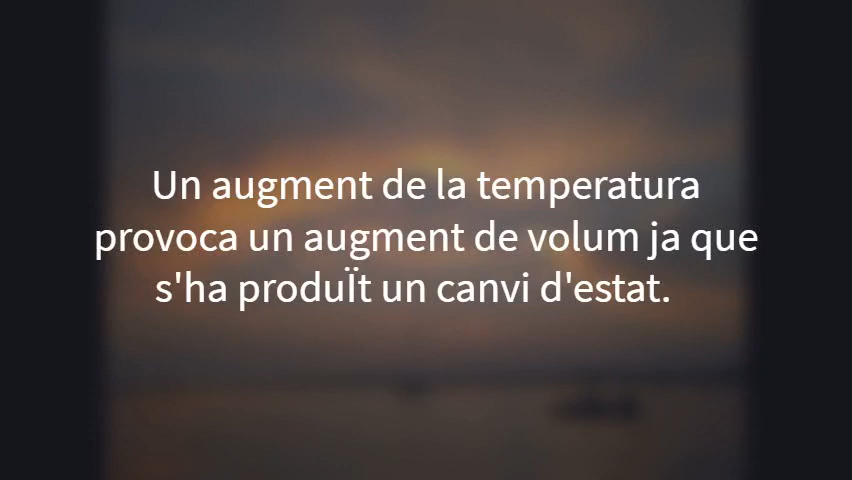 Un augment de la temperatura
provoca un augment de volum ja que
s'ha produÏt un canvi d'estat.